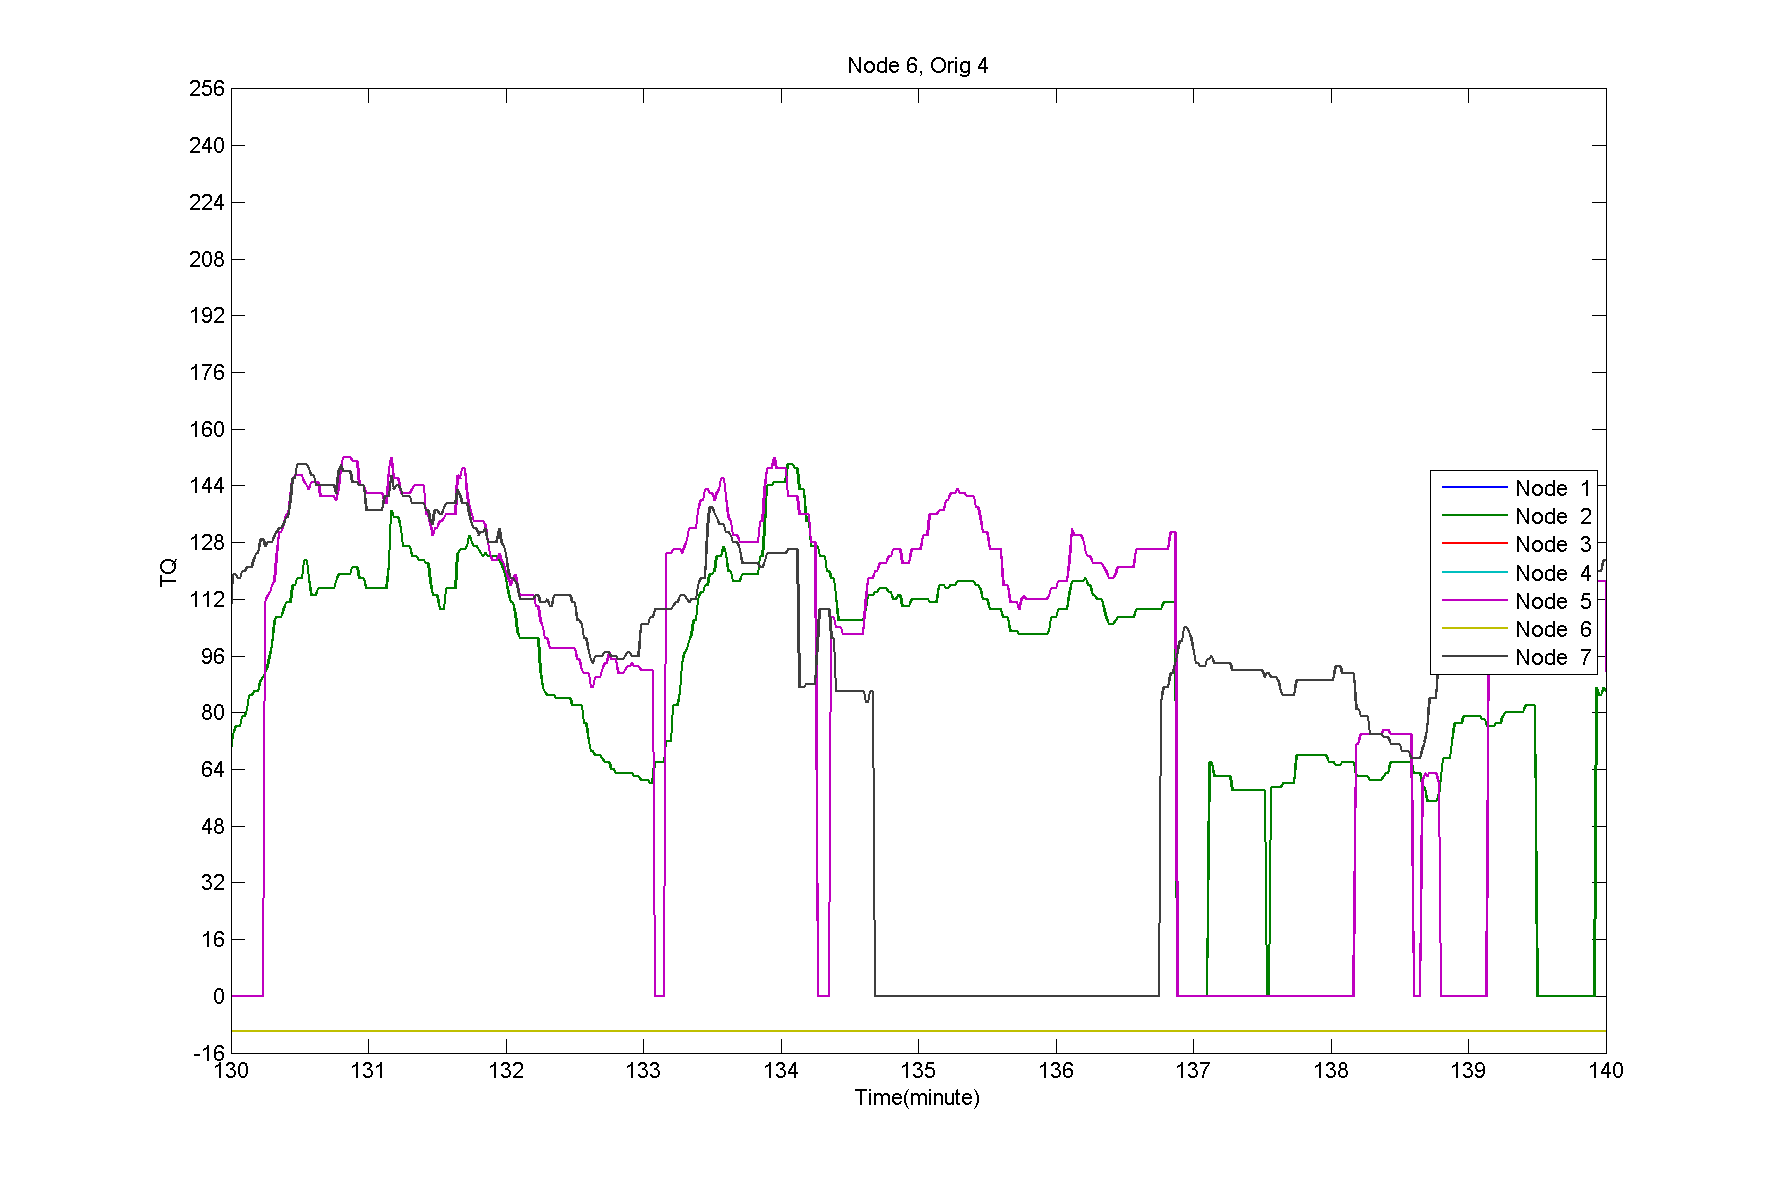 Node 6, Orig 4
256
240
224
208
192
176
160
144
128
112
96
80
64
48
32
16
0
-16
TQ
Node 1
Node 2
Node 3
Node 4
Node 5
Node 6
Node 7
130 131 132 133 134 135 136 137 138 139 140
Time(minute)